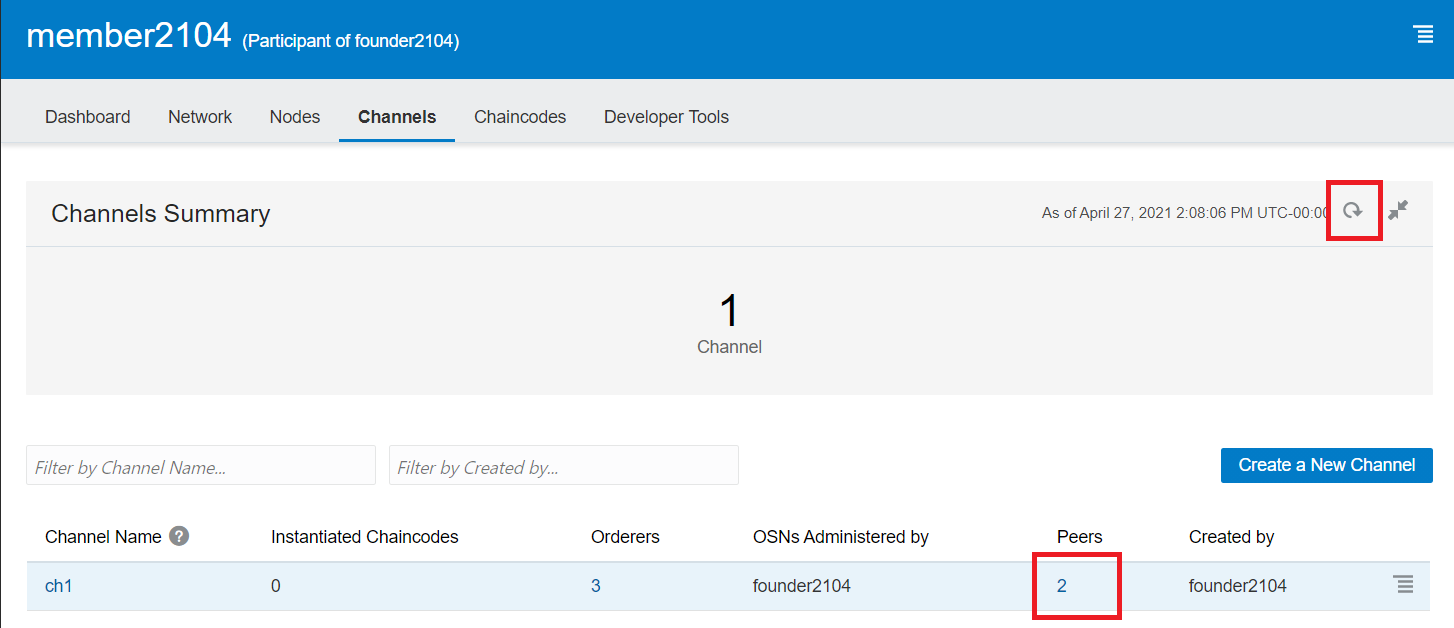 member2104 (Participant of founder2104)
Dashboard Network Nodes Channels Chaincodes Developer Tools
Channels Summary As of April 27, 2021 2:08:06 PM UTC-00:00
1
Channel
Filter by Channel Name... Filter by Created by... Create a New Channel
Channel Name ? Instantiated Chaincodes Orderers OSNs Administered by Peers Created by
ch1 0 3 founder2104 2 founder2104